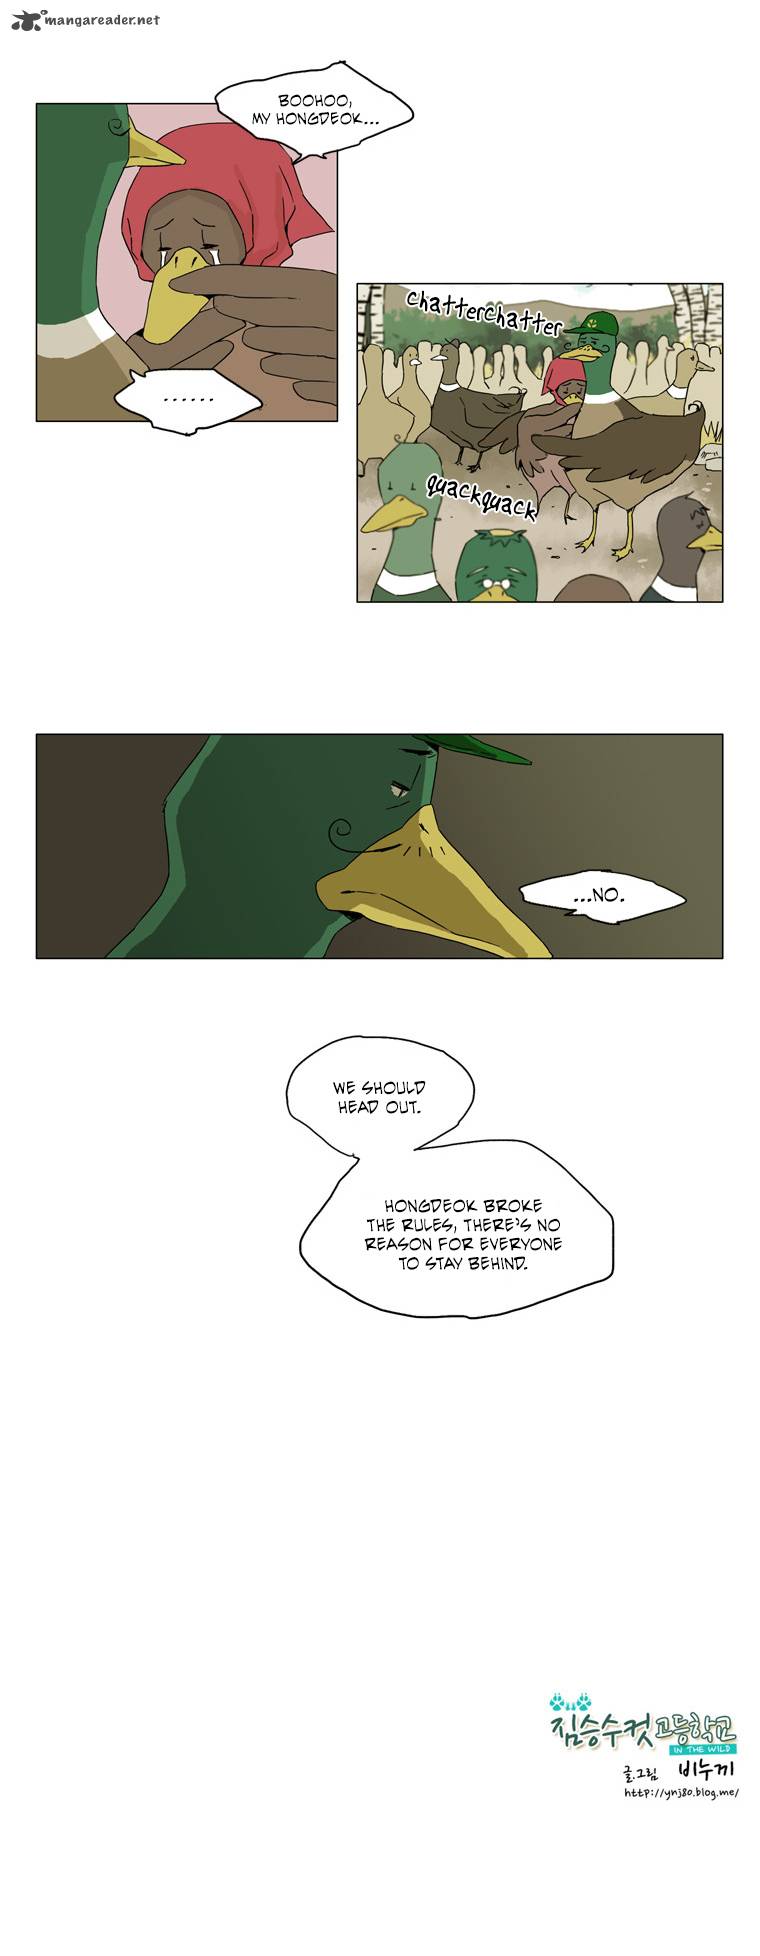 mangareader.net
BOOHOO,
MY HONGDEOK...
......
chatterchatter
quackquack
...NO.
WE SHOULD
HEAD OUT.
HONGDEOK BROKE
THE RULES, THERE'S NO
REASON FOR EVERYONE
TO STAY BEHIND.
짐승수컷고등학교
IN THE WILD
글.그림 비누끼
http://ynj80.blog.me/